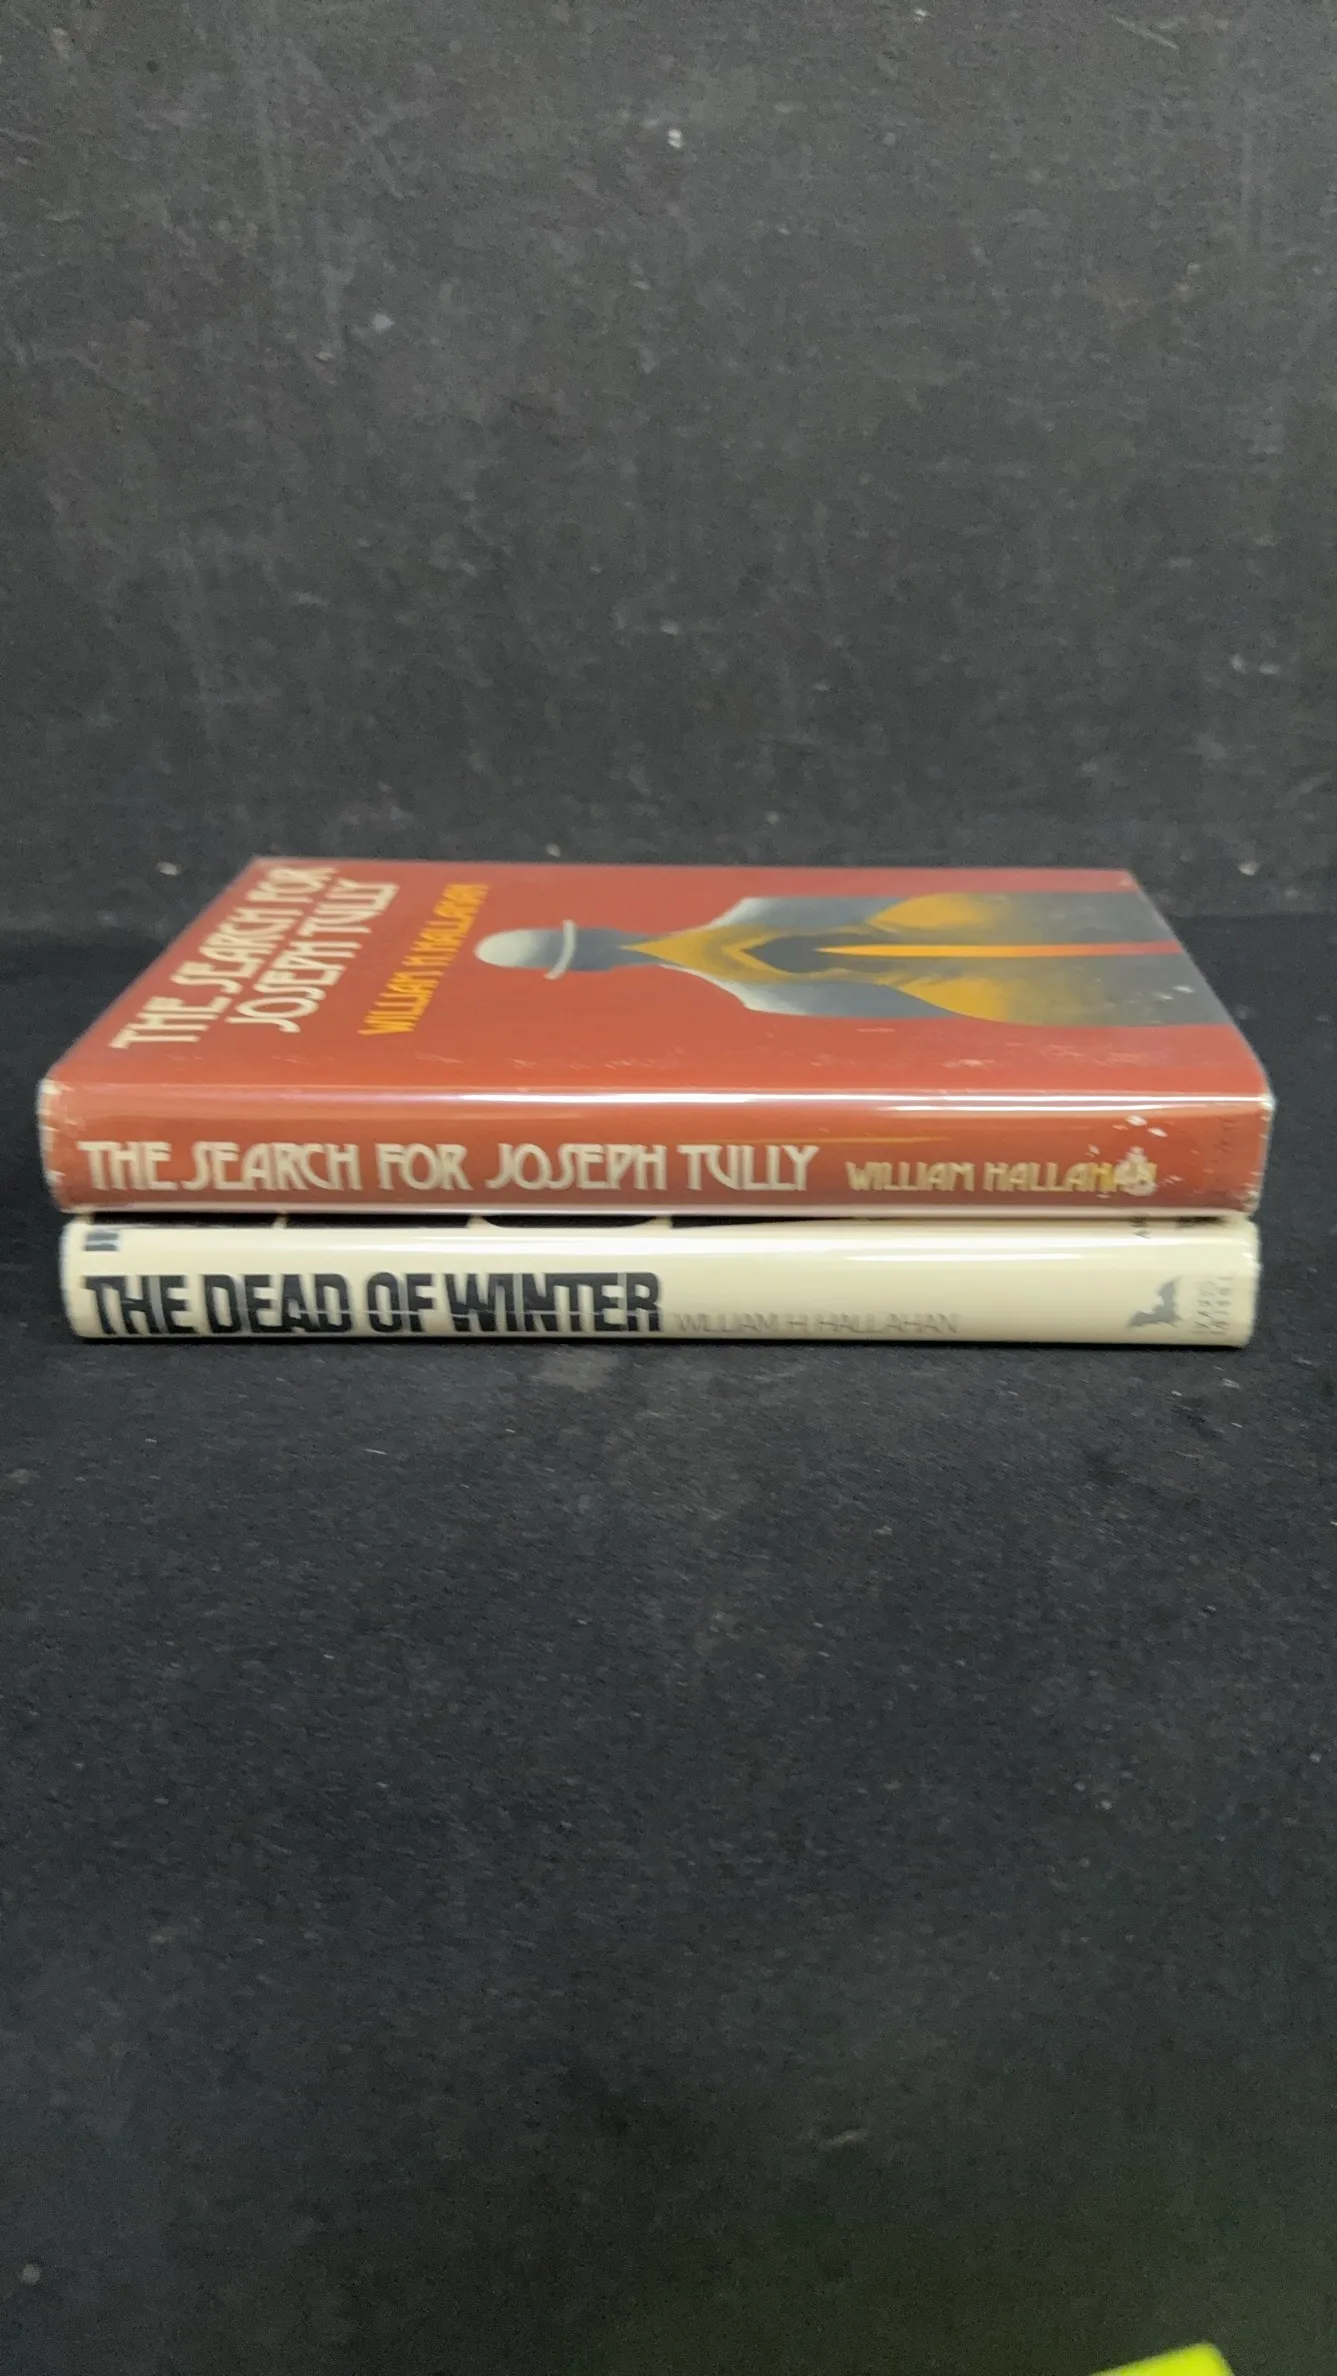 THE SEARCH FOR
JOSEPH TULLY
WILLIAM H. HALLAHAN
THE SEARCH FOR JOSEPH TULLY WILLIAM HALLAHAN
THE DEAD OF WINTER WILLIAM H. HALLAHAN